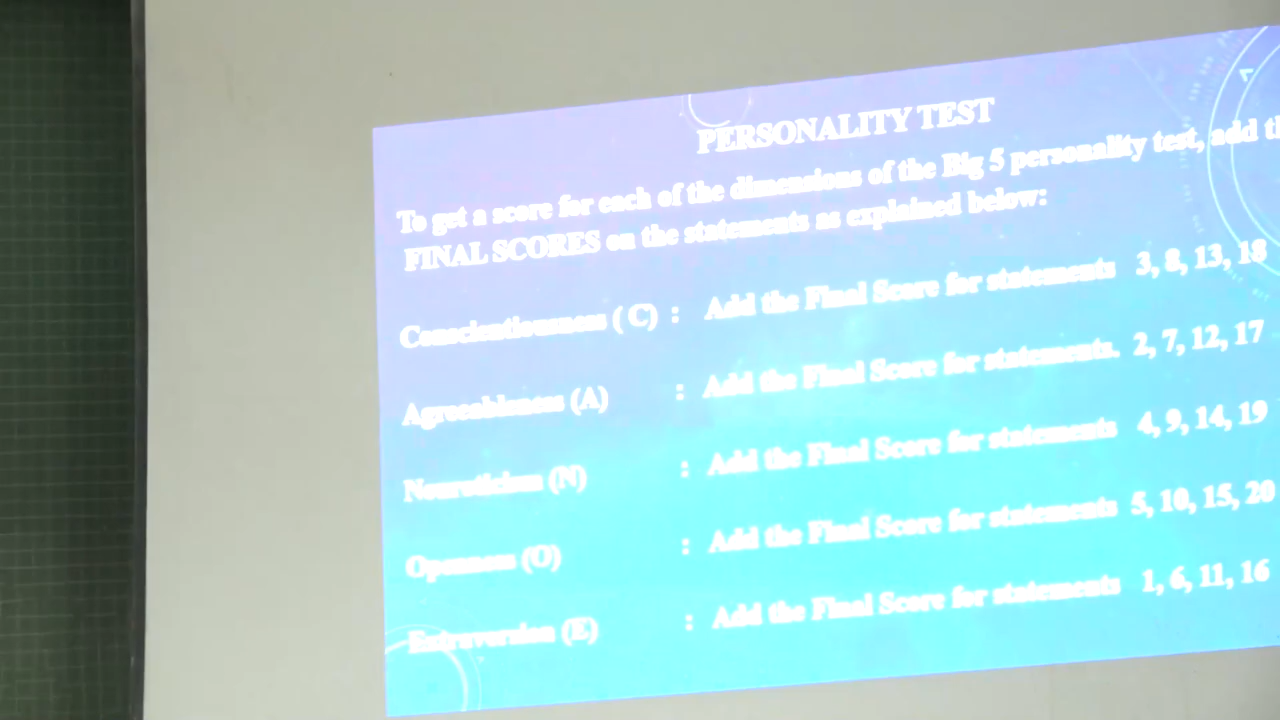 PERSONALITY TEST
To get a score for each of the dimensions of the Big 5 personality test, add
FINAL SCORES on the statements as explained below:
Conscientiousness ( C) : Add the Final Score for statements 3, 8, 13, 18
Agreeableness (A) : Add the Final Score for statements. 2, 7, 12, 17
Neuroticism (N) : Add the Final Score for statements 4, 9, 14, 19
Openness (O) : Add the Final Score for statements 5, 10, 15, 20
Extraversion (E) : Add the Final Score for statements 1, 6, 11, 16